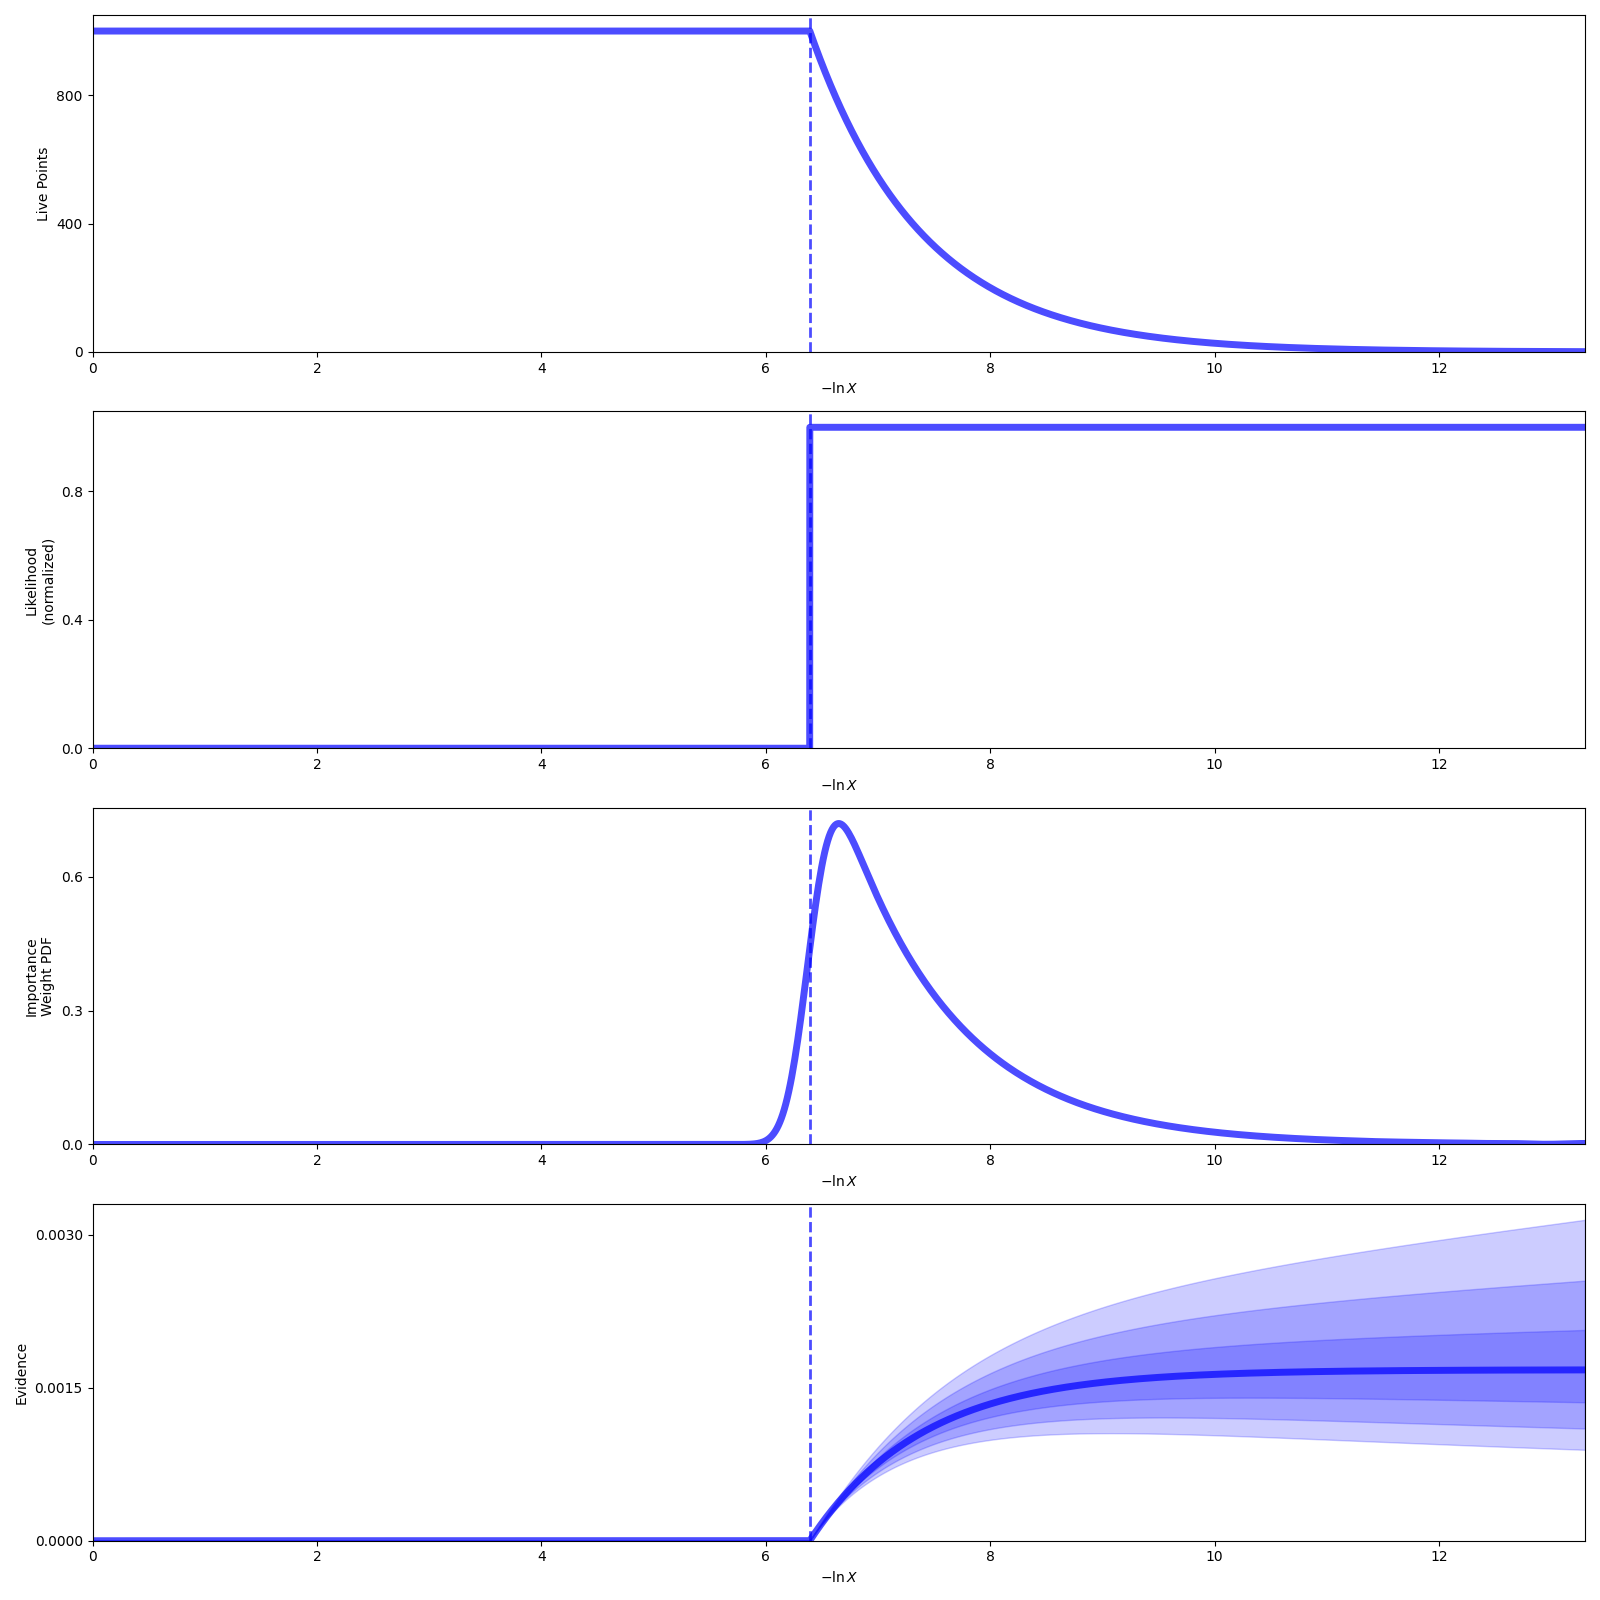 800
400
0
Live Points
0 2 4 6 8 10 12
−ln X
0.8
0.4
0.0
Likelihood
(normalized)
0 2 4 6 8 10 12
−ln X
0.6
0.3
0.0
Importance
Weight PDF
0 2 4 6 8 10 12
−ln X
0.0030
0.0015
0.0000
Evidence
0 2 4 6 8 10 12
−ln X